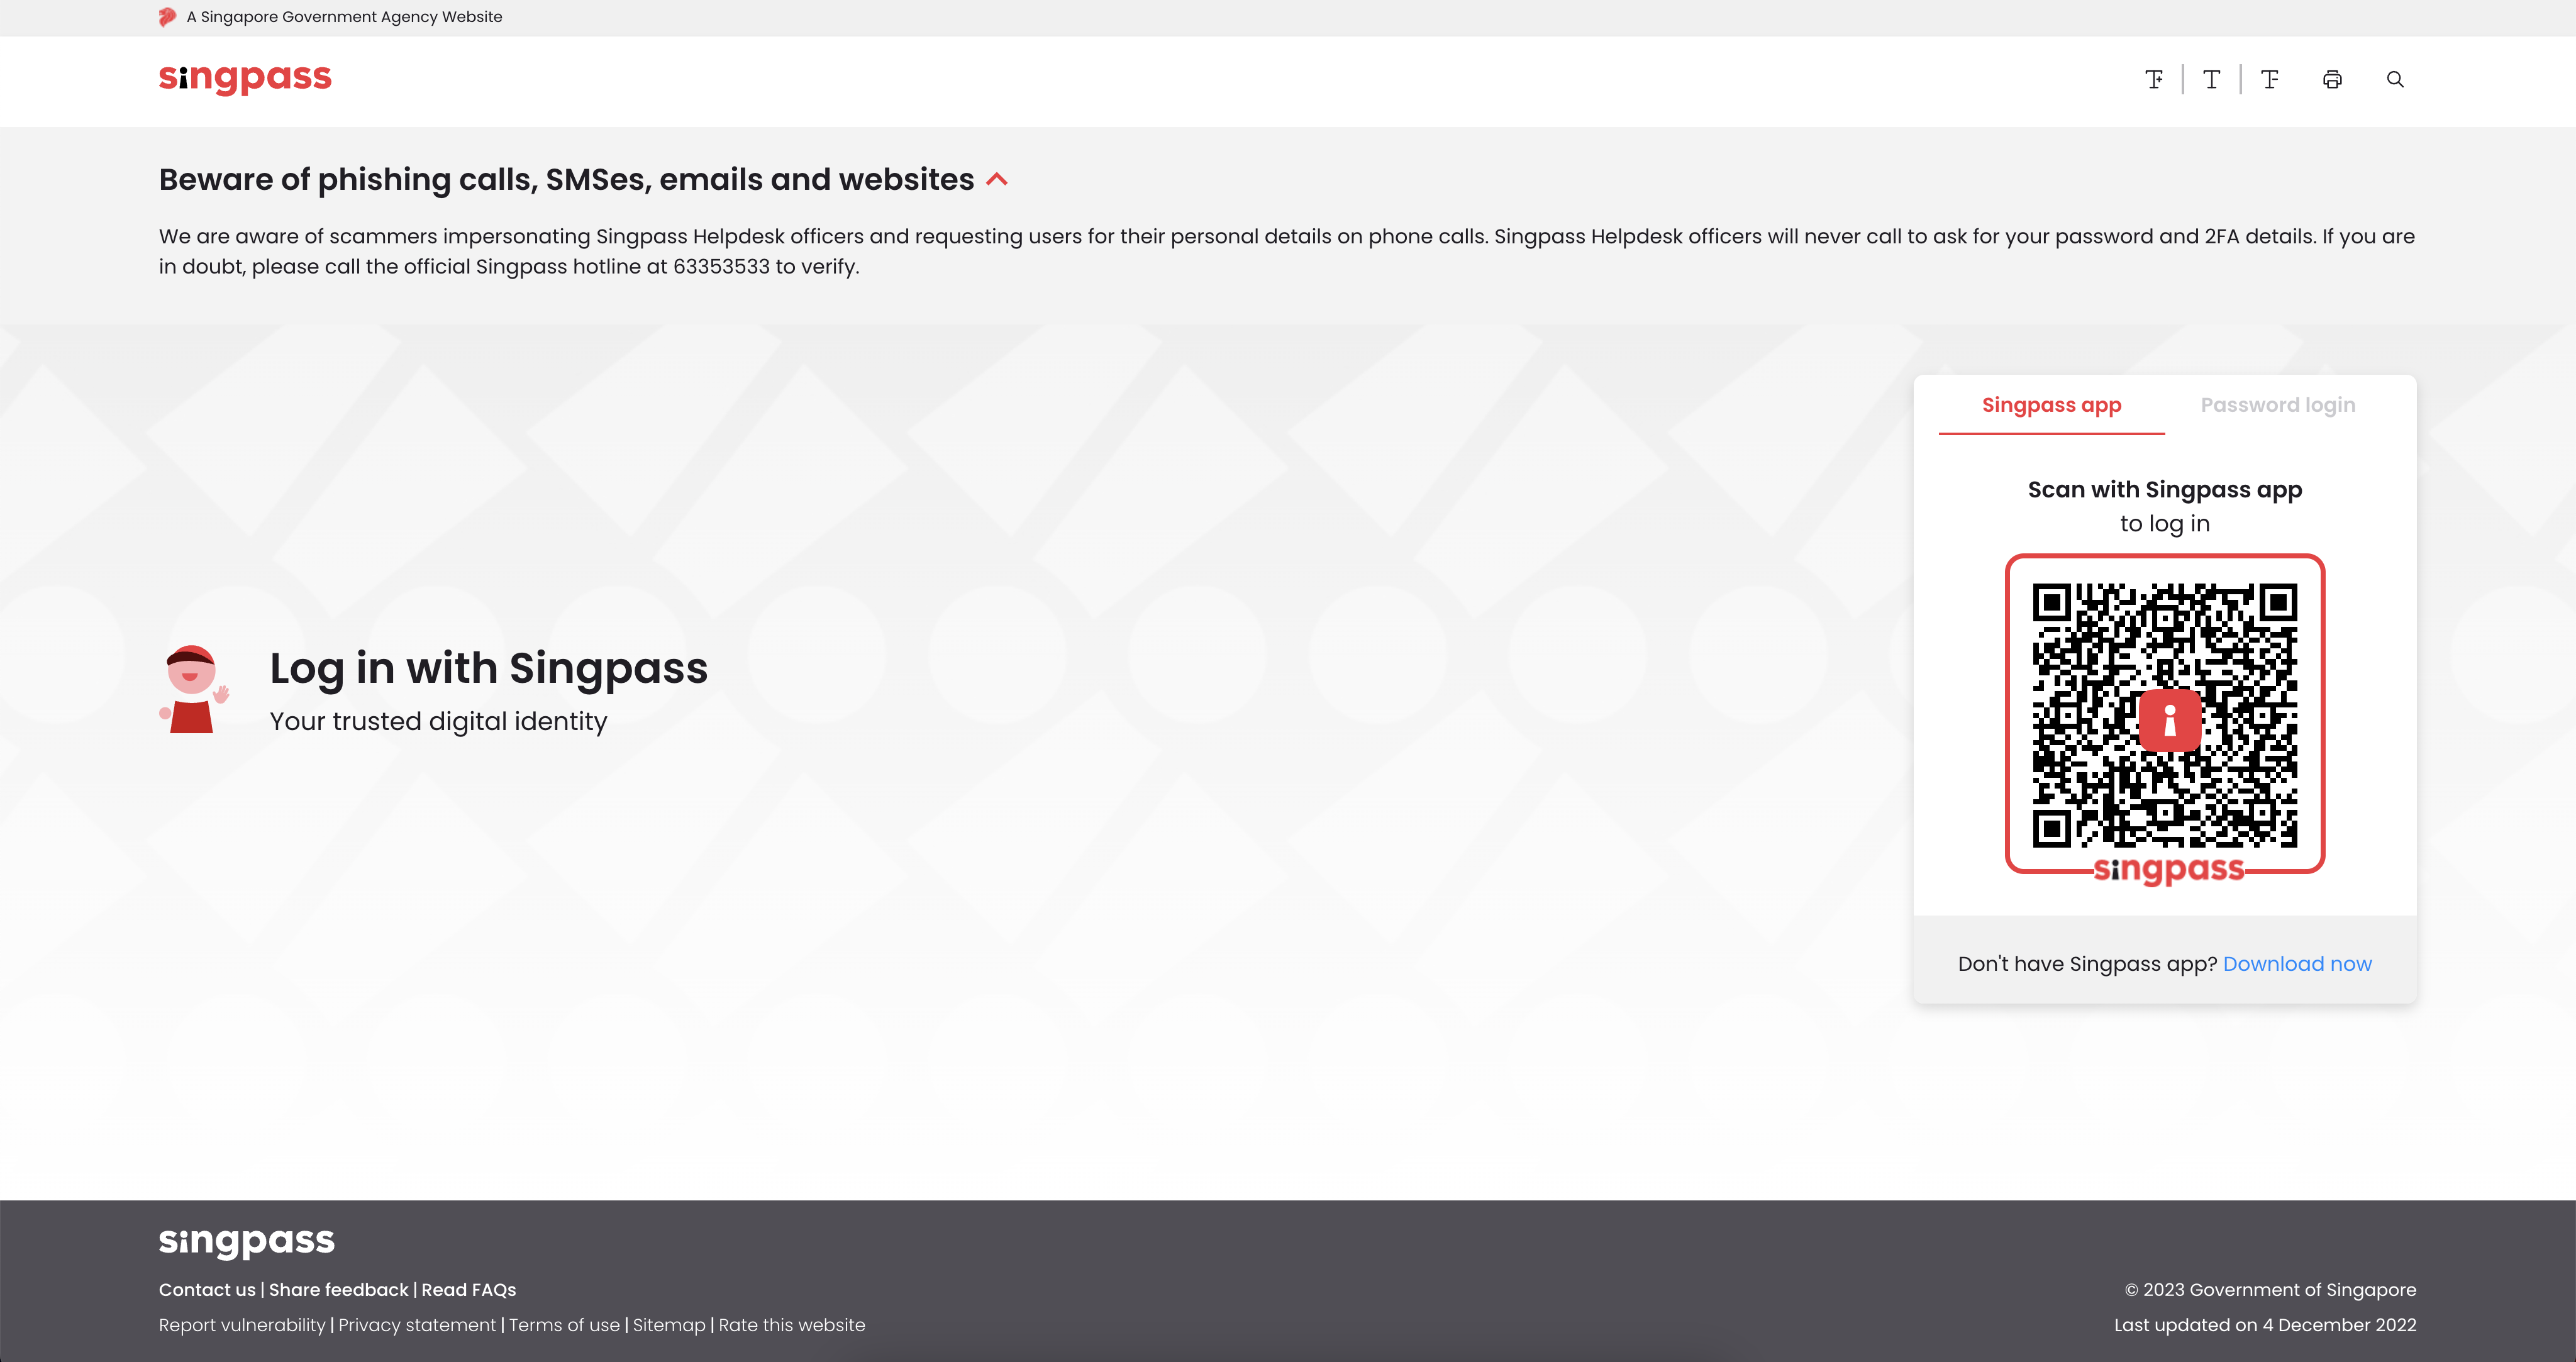 A Singapore Government Agency Website
singpass
Beware of phishing calls, SMSes, emails and websites
We are aware of scammers impersonating Singpass Helpdesk officers and requesting users for their personal details on phone calls. Singpass Helpdesk officers will never call to ask for your password and 2FA details. If you are
in doubt, please call the official Singpass hotline at 63353533 to verify.
Log in with Singpass
Your trusted digital identity
Singpass app Password login
Scan with Singpass app
to log in
singpass
Don't have Singpass app? Download now
singpass
Contact us | Share feedback | Read FAQs
Report vulnerability | Privacy statement | Terms of use | Sitemap | Rate this website
© 2023 Government of Singapore
Last updated on 4 December 2022